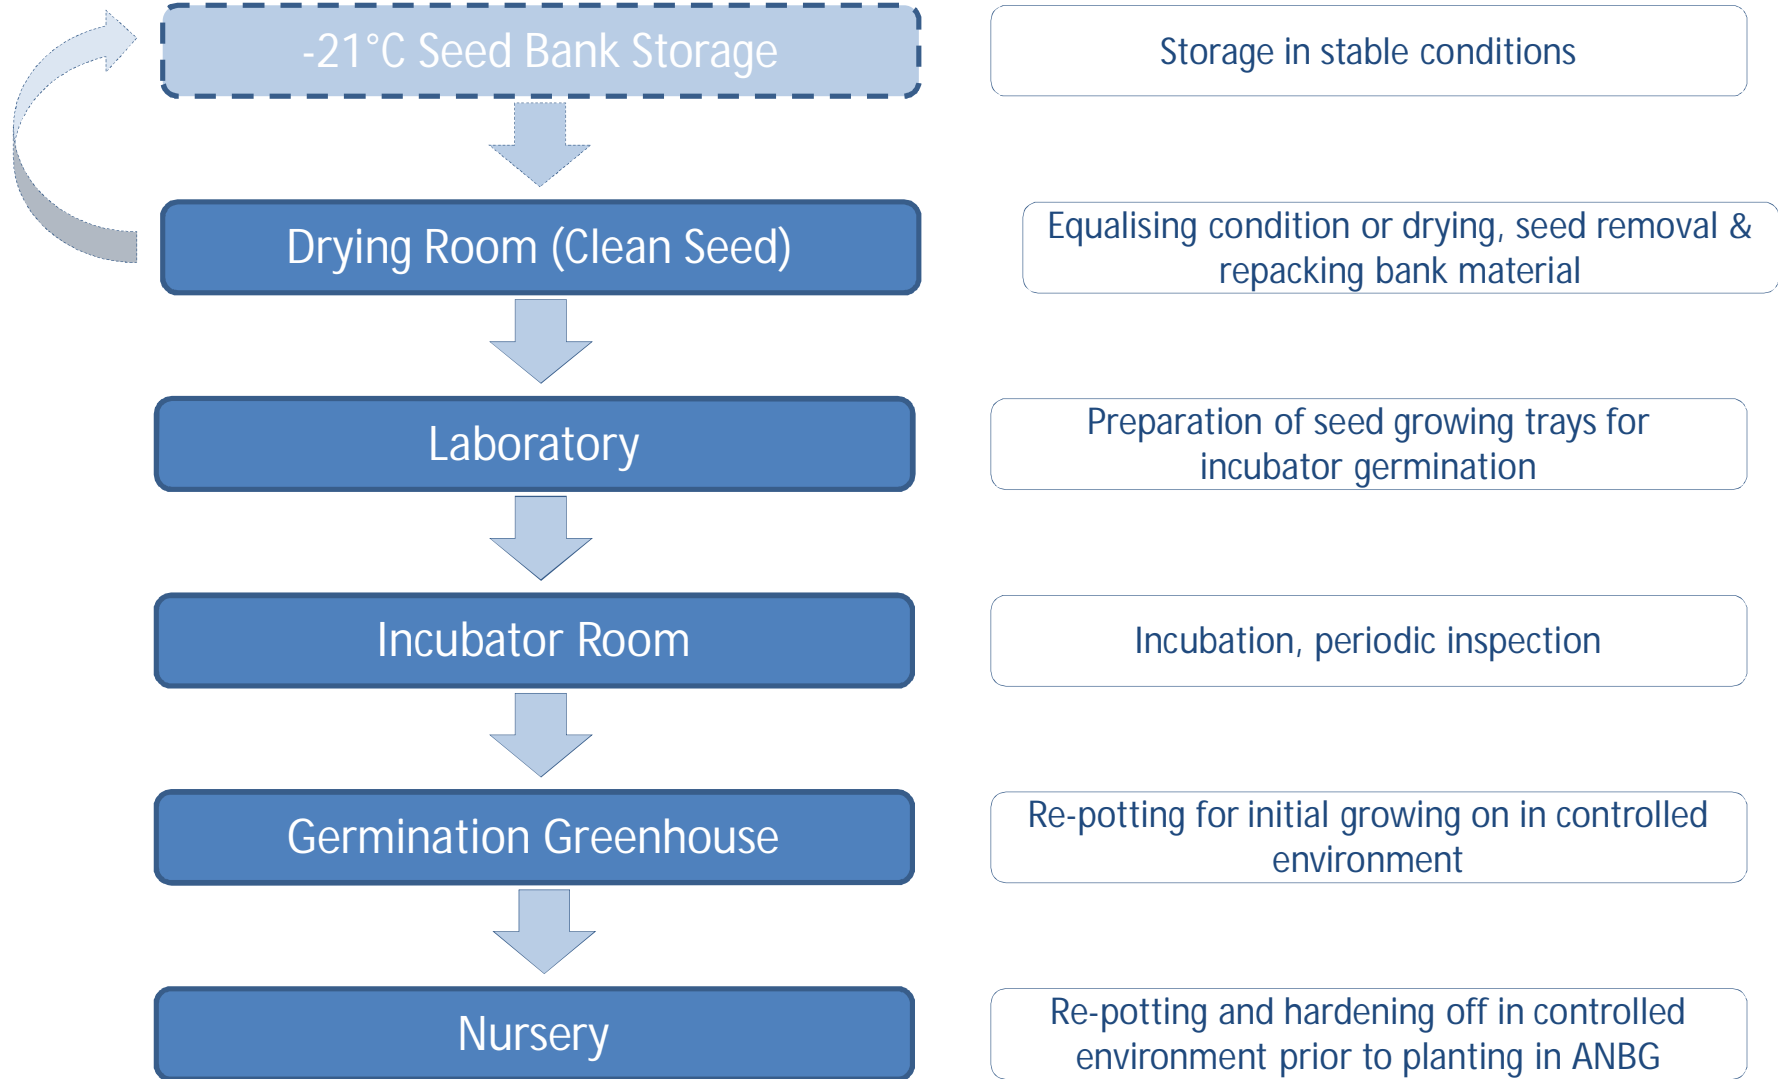 -21°C Seed Bank Storage
Storage in stable conditions
Drying Room (Clean Seed)
Equalising condition or drying, seed removal &
repacking bank material
Laboratory
Preparation of seed growing trays for
incubator germination
Incubator Room
Incubation, periodic inspection
Germination Greenhouse
Re-potting for initial growing on in controlled
environment
Nursery
Re-potting and hardening off in controlled
environment prior to planting in ANBG